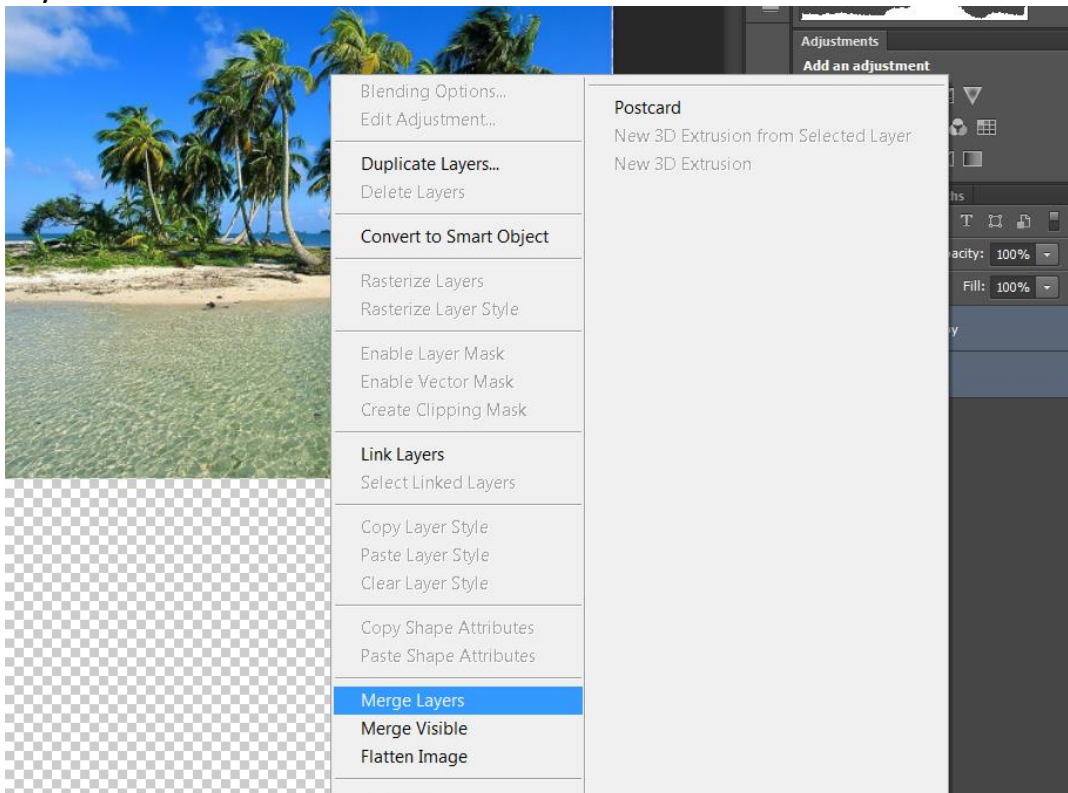 Adjustments
Add an adjustment
Blending Options...
Edit Adjustment...
Duplicate Layers...
Delete Layers
Convert to Smart Object
Rasterize Layers
Rasterize Layer Style
Enable Layer Mask
Enable Vector Mask
Create Clipping Mask
Link Layers
Select Linked Layers
Copy Layer Style
Paste Layer Style
Clear Layer Style
Copy Shape Attributes
Paste Shape Attributes
Merge Layers
Merge Visible
Flatten Image
Postcard
New 3D Extrusion from Selected Layer
New 3D Extrusion
hs
T
acity: 100%
Fill: 100%
y